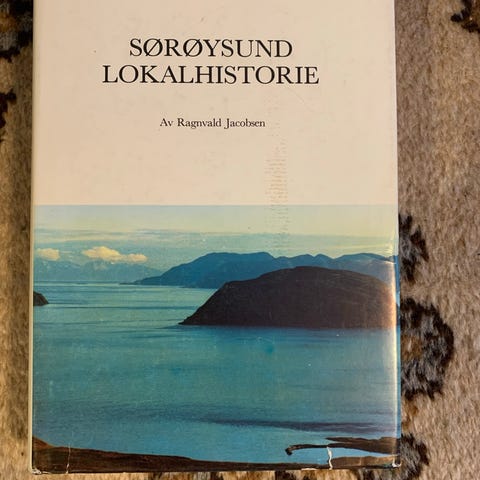 SØRØYSUND
LOKALHISTORIE
Av Ragnvald Jacobsen